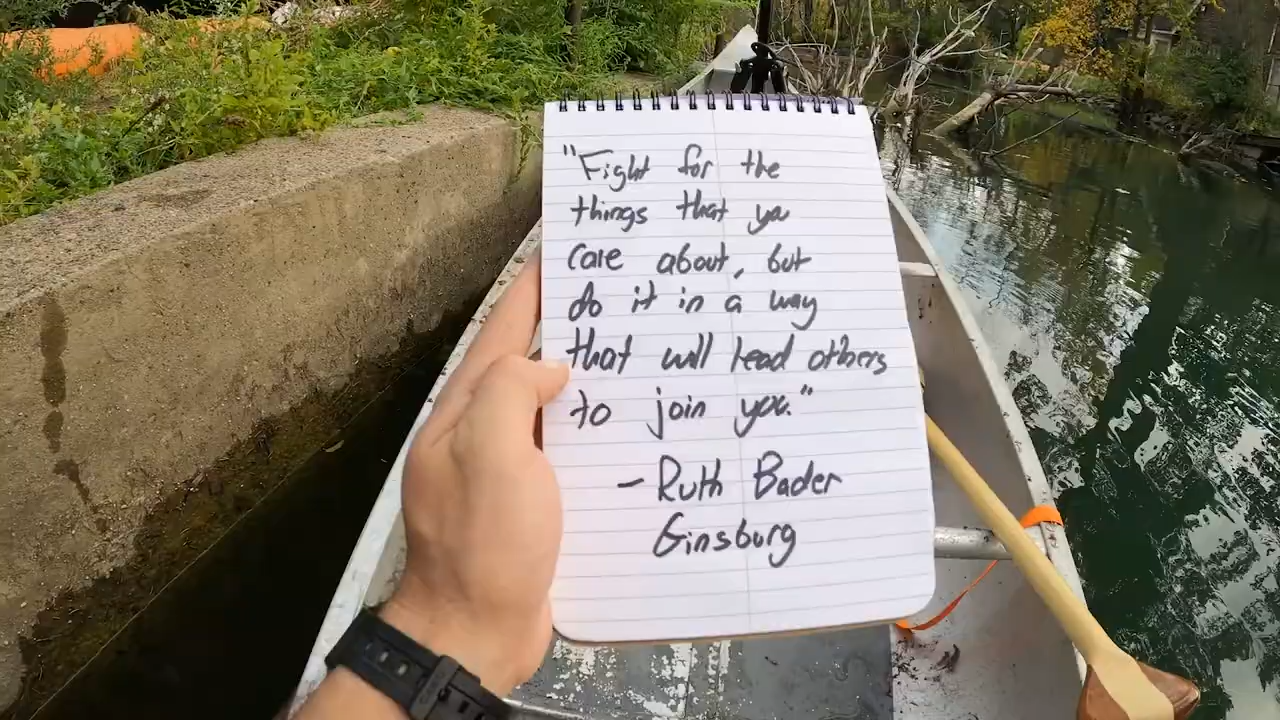 "Fight for the
things that you
care about, but
do it in a way
that will lead others
to join you."
- Ruth Bader
Ginsburg